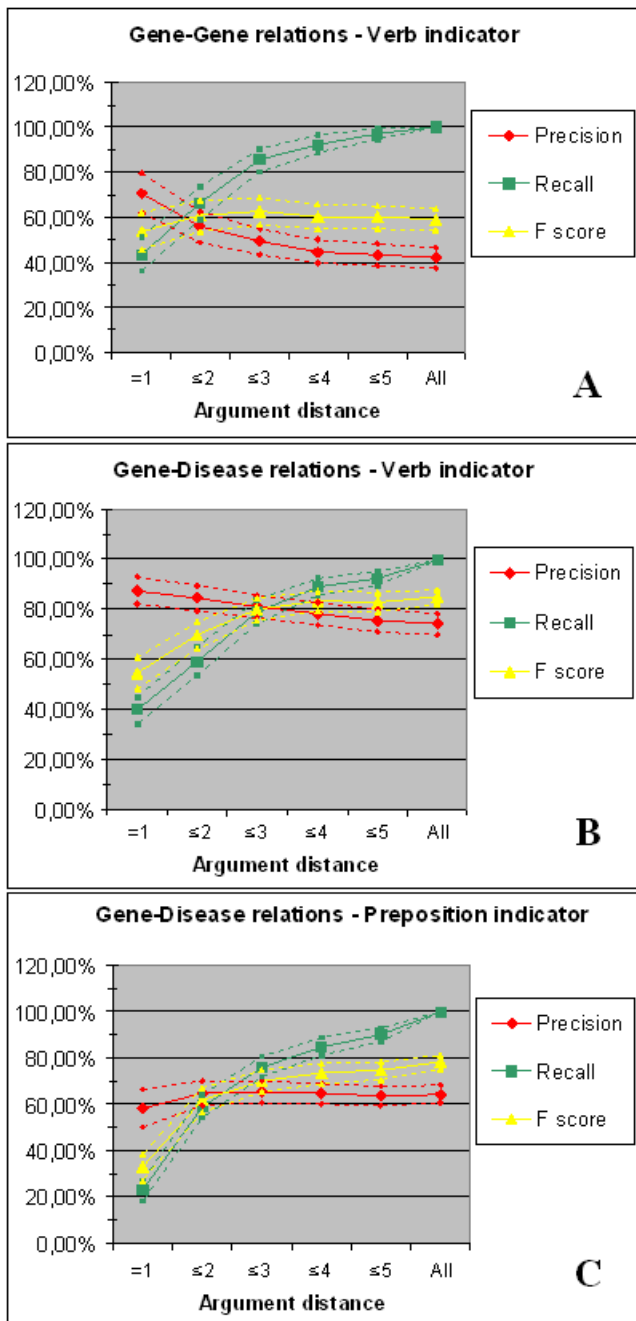 Gene-Gene relations - Verb indicator
120,00%
100,00%
80,00%
60,00%
40,00%
20,00%
0,00%
=1 ≤2 ≤3 ≤4 ≤5 All
Argument distance
Precision
Recall
F score
A
Gene-Disease relations - Verb indicator
120,00%
100,00%
80,00%
60,00%
40,00%
20,00%
0,00%
=1 ≤2 ≤3 ≤4 ≤5 All
Argument distance
Precision
Recall
F score
B
Gene-Disease relations - Preposition indicator
120,00%
100,00%
80,00%
60,00%
40,00%
20,00%
0,00%
=1 ≤2 ≤3 ≤4 ≤5 All
Argument distance
Precision
Recall
F score
C